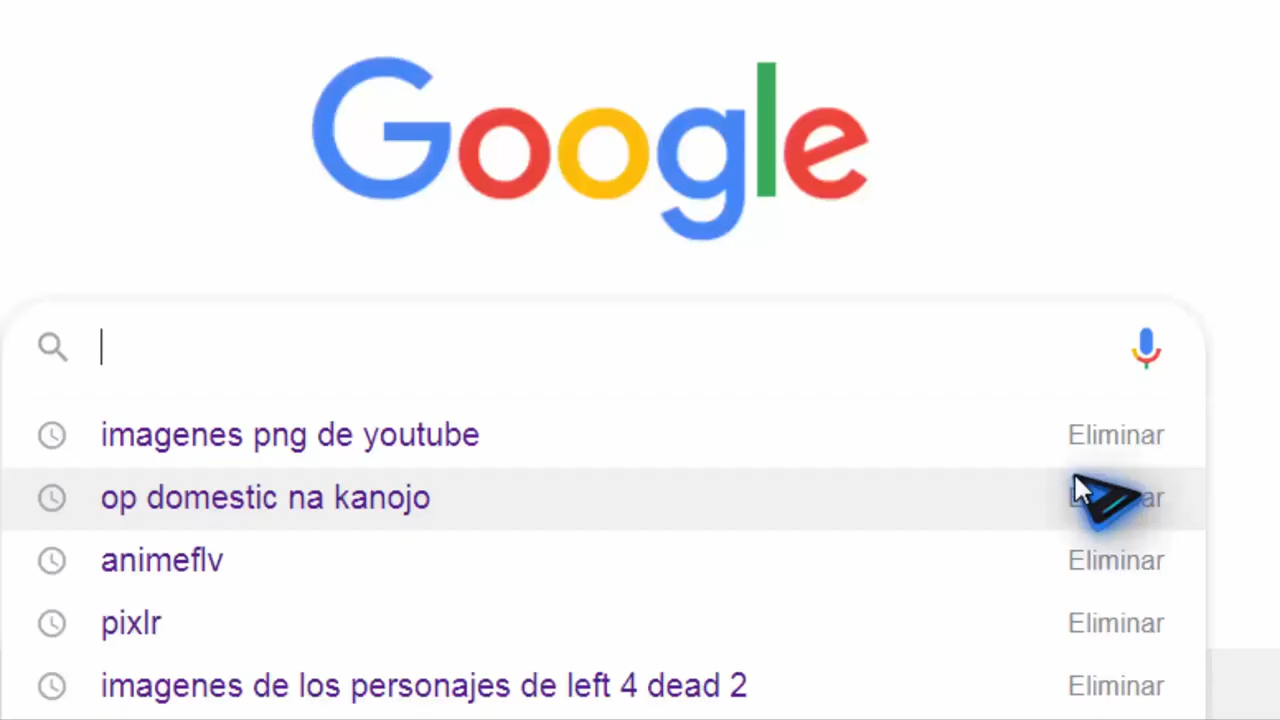 Google
imagenes png de youtube Eliminar
op domestic na kanojo
animeflv Eliminar
pixlr Eliminar
imagenes de los personajes de left 4 dead 2 Eliminar